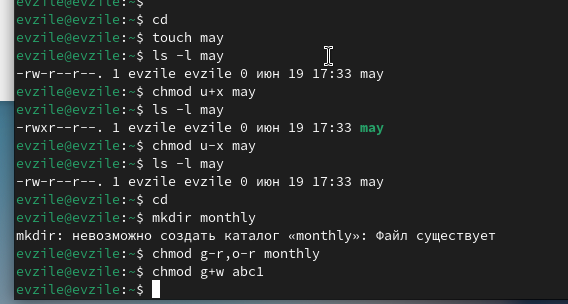 evzile@evzile:~$
evzile@evzile:~$ cd
evzile@evzile:~$ touch may
evzile@evzile:~$ ls -l may
-rw-r--r--. 1 evzile evzile 0 июн 19 17:33 may
evzile@evzile:~$ chmod u+x may
evzile@evzile:~$ ls -l may
-rwxr--r--. 1 evzile evzile 0 июн 19 17:33 may
evzile@evzile:~$ chmod u-x may
evzile@evzile:~$ ls -l may
-rw-r--r--. 1 evzile evzile 0 июн 19 17:33 may
evzile@evzile:~$ cd
evzile@evzile:~$ mkdir monthly
mkdir: невозможно создать каталог «monthly»: Файл существует
evzile@evzile:~$ chmod g-r,o-r monthly
evzile@evzile:~$ chmod g+w abc1
evzile@evzile:~$